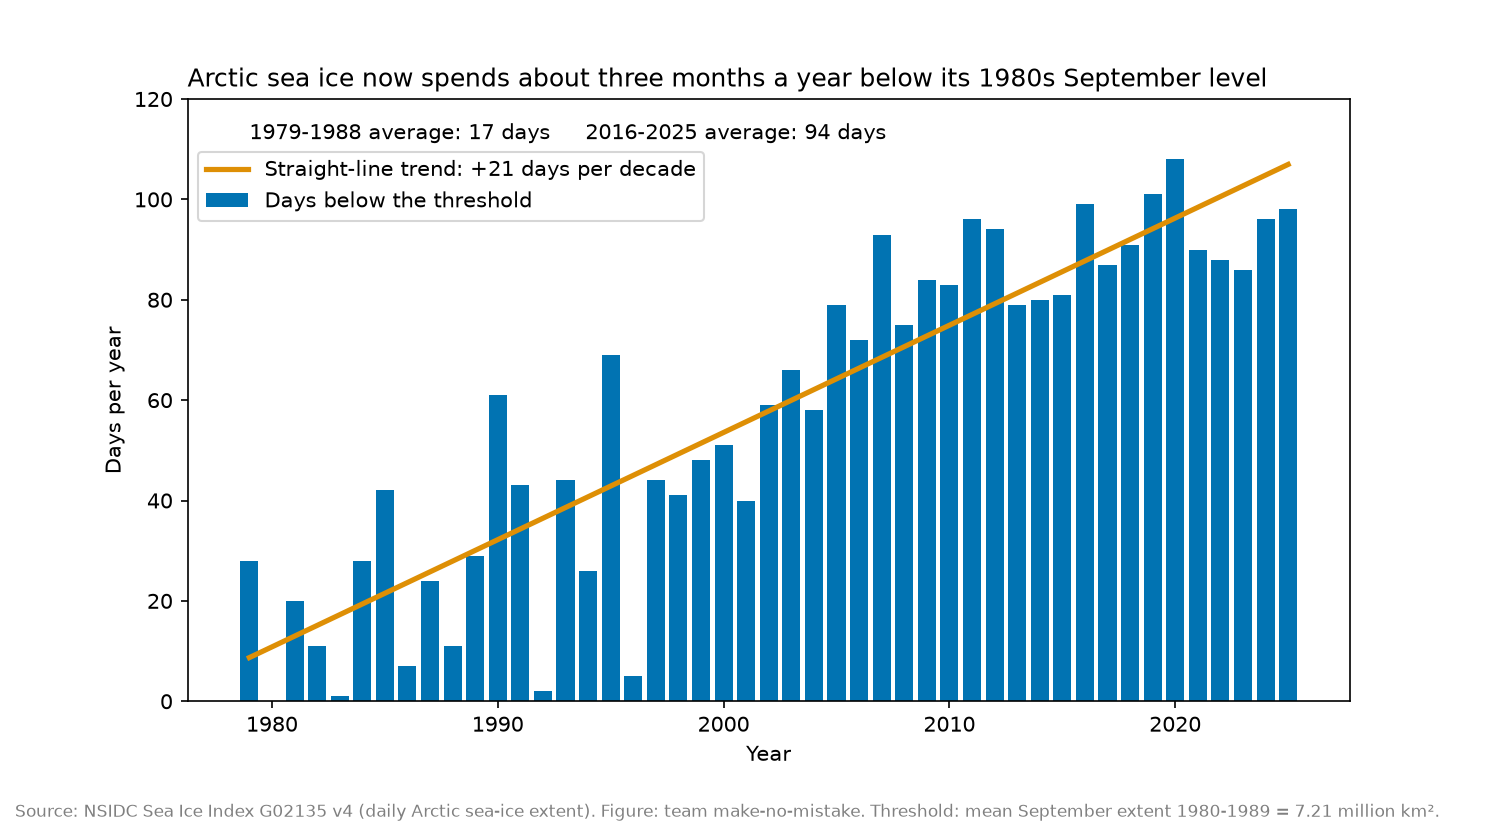 Arctic sea ice now spends about three months a year below its 1980s September level
120
1979-1988 average: 17 days 2016-2025 average: 94 days
Straight-line trend: +21 days per decade
Days below the threshold
100
80
60
40
20
0
Days per year
1980 1990 2000 2010 2020
Year
Source: NSIDC Sea Ice Index G02135 v4 (daily Arctic sea-ice extent). Figure: team make-no-mistake. Threshold: mean September extent 1980-1989 = 7.21 million km².